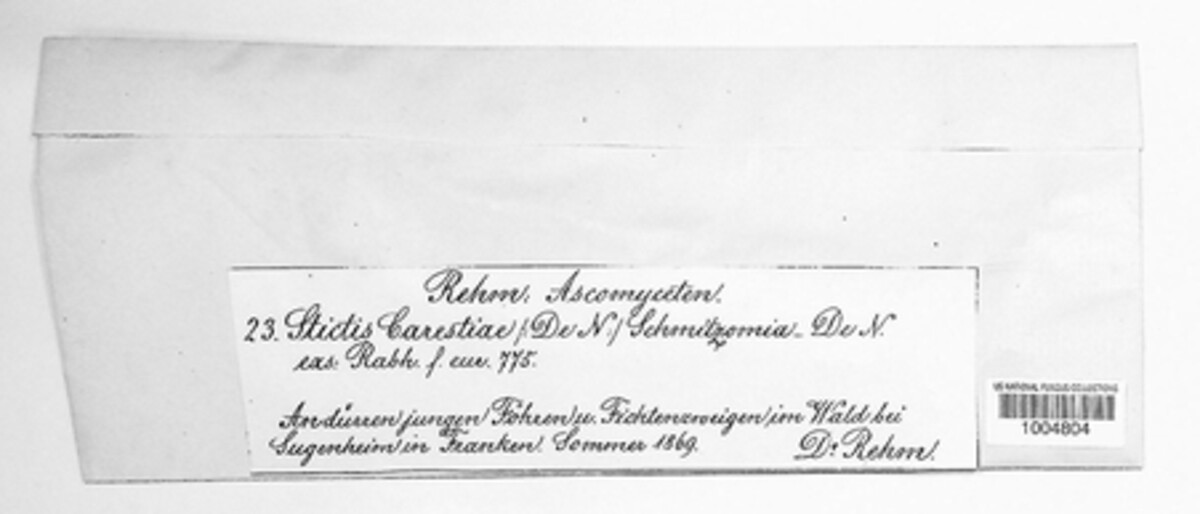 Rehm: Ascomyceten.
23. Stictis Carestiae /: De N./ Schmitzomia - De N.
exs: Rabh. f. eur. 775.
An dürren jungen Föhren u. Fichtenzweigen im Wald bei
Sugenheim in Franken. Sommer 1869. Dr Rehm.
US NATIONAL FUNGUS COLLECTIONS
1004804